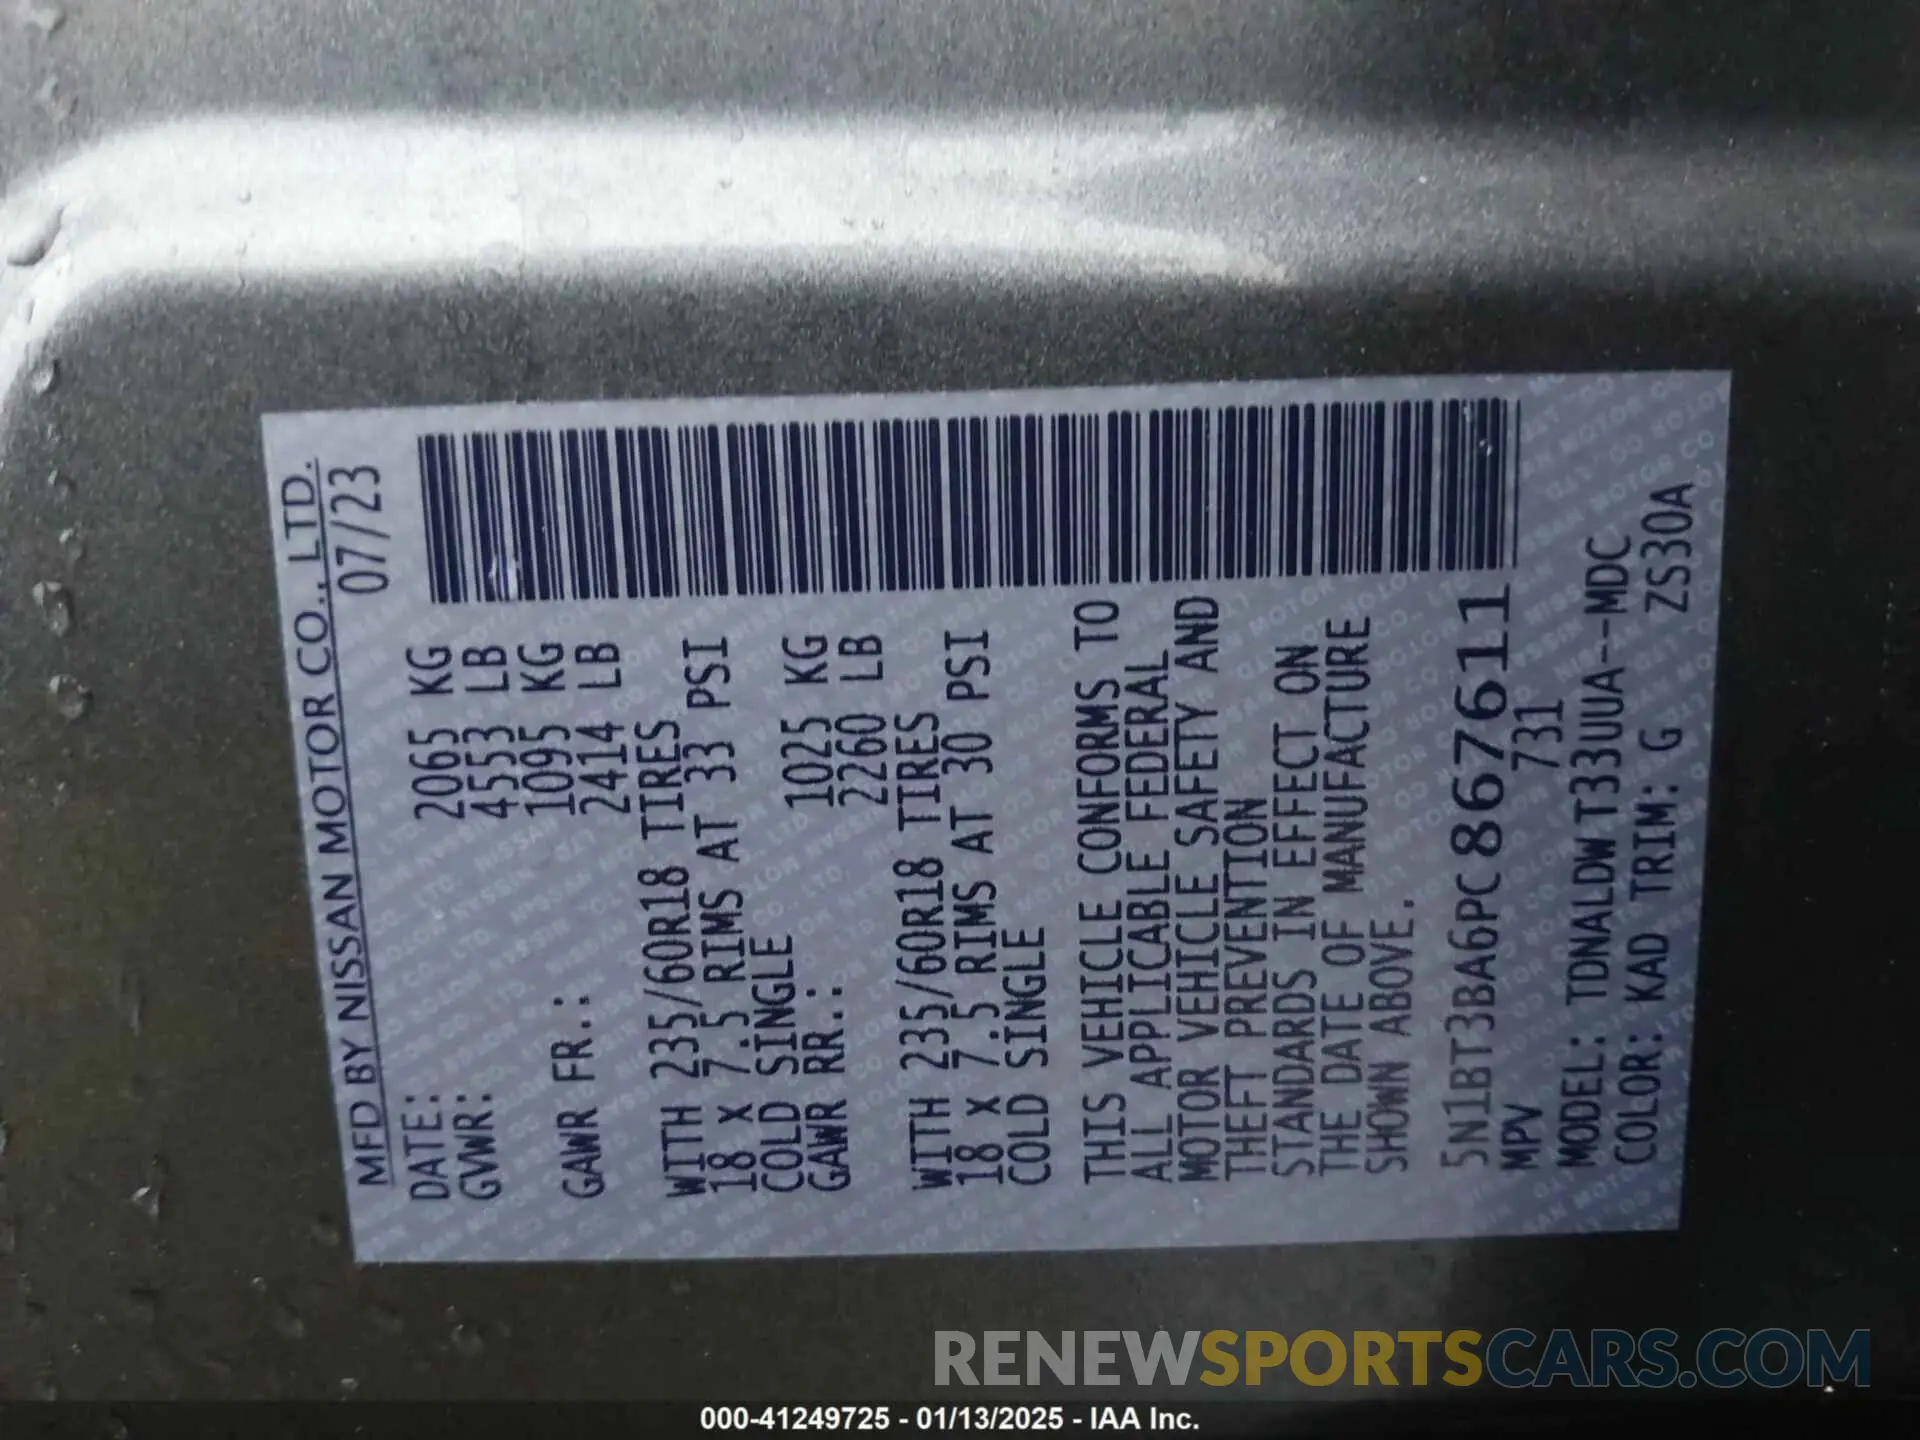 MFD BY NISSAN MOTOR CO., LTD.
DATE: 07/23
GVWR: 2065 KG
4553 LB
GAWR FR.: 1095 KG
2414 LB
WITH 235/60R18 TIRES
18 X 7.5 RIMS AT 33 PSI
COLD SINGLE
GAWR RR.: 1025 KG
2260 LB
WITH 235/60R18 TIRES
18 X 7.5 RIMS AT 30 PSI
COLD SINGLE
THIS VEHICLE CONFORMS TO
ALL APPLICABLE FEDERAL
MOTOR VEHICLE SAFETY AND
THEFT PREVENTION
STANDARDS IN EFFECT ON
THE DATE OF MANUFACTURE
SHOWN ABOVE.
5N1BT3BA6PC867611
MPV 731
MODEL: TDNALDWT33UUA--MDC
COLOR: KAD TRIM: G ZS30A
RENEWSPORTSCARS.COM
000-41249725 - 01/13/2025 - IAA Inc.